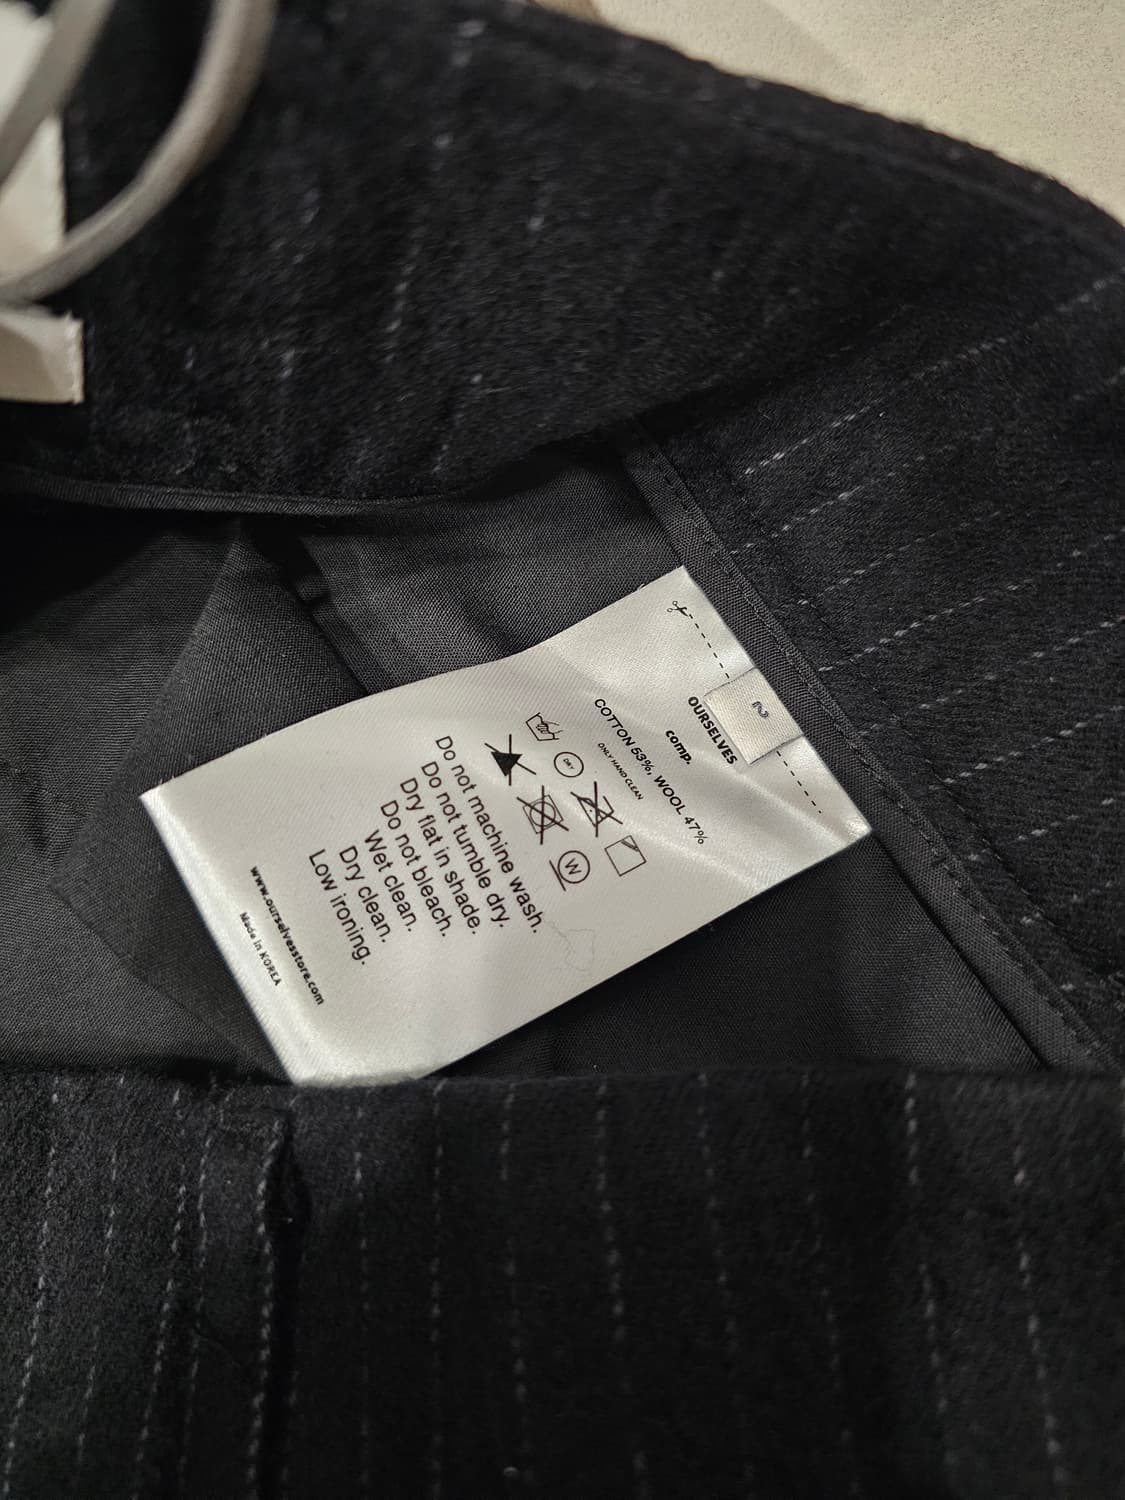 2
OURSELVES
comp.
COTTON 53%, WOOL 47%
ONLY HAND CLEAN
DRY
W
Do not machine wash.
Do not tumble dry.
Dry flat in shade.
Do not bleach.
Wet clean.
Dry clean.
Low ironing.
www.ourselvesstore.com
Made in KOREA